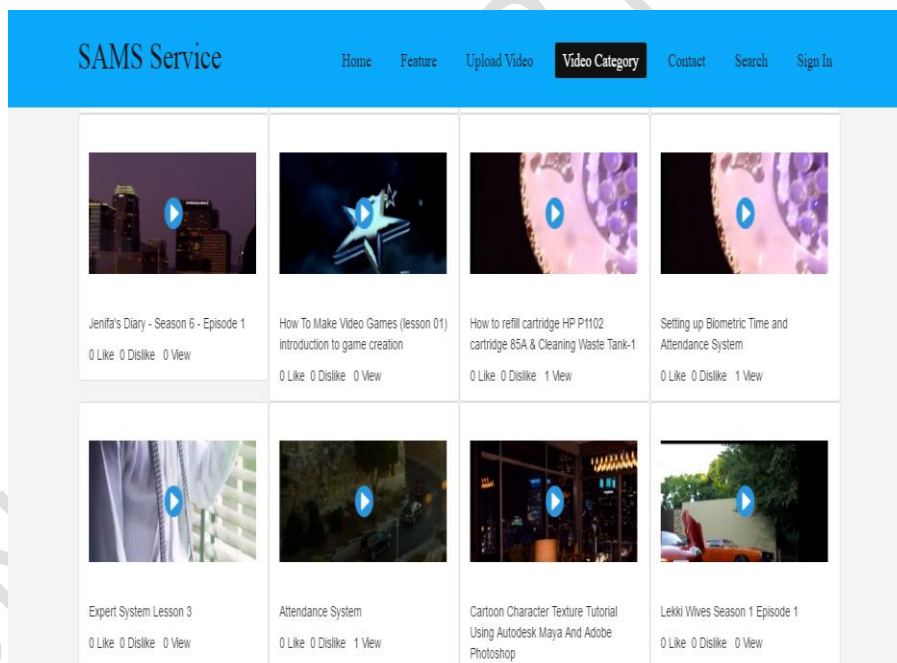 SAMS Service
Home Feature Upload Video Video Category Contact Search Sign In
Jenifa's Diary - Season 6 - Episode 1
0 Like 0 Dislike 0 View
How To Make Video Games (lesson 01)
introduction to game creation
0 Like 0 Dislike 0 View
How to refill cartridge HP P1102
cartridge 85A & Cleaning Waste Tank-1
0 Like 0 Dislike 1 View
Setting up Biometric Time and
Attendance System
0 Like 0 Dislike 1 View
Expert System Lesson 3
0 Like 0 Dislike 0 View
Attendance System
0 Like 0 Dislike 1 View
Cartoon Character Texture Tutorial
Using Autodesk Maya And Adobe
Photoshop
Lekki Wives Season 1 Episode 1
0 Like 0 Dislike 0 View